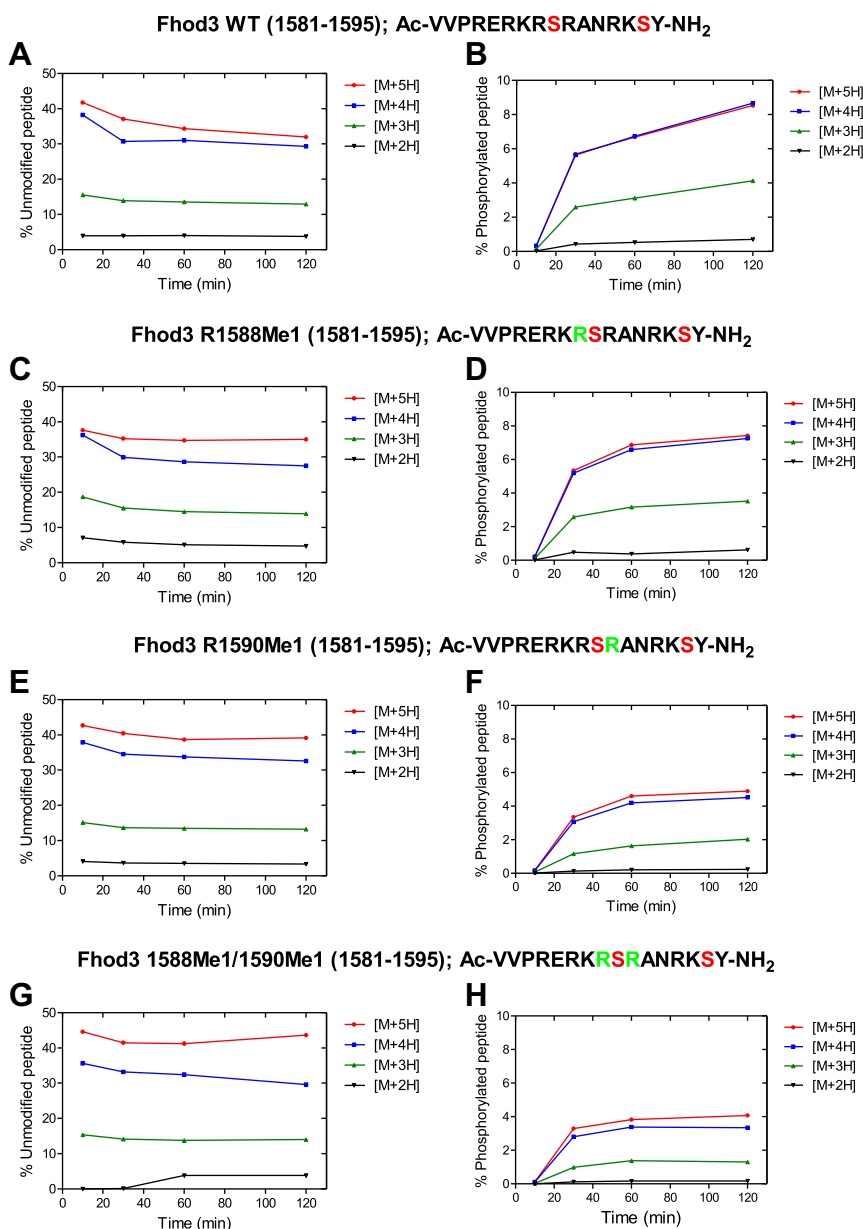 Fhod3 WT (1581-1595); Ac-VVPRERKRSRANRKSY-NH2
A
% Unmodified peptide
50
40
30
20
10
0
0 20 40 60 80 100 120
Time (min)
[M+5H]
[M+4H]
[M+3H]
[M+2H]
B
% Phosphorylated peptide
10
8
6
4
2
0
0 20 40 60 80 100 120
Time (min)
[M+5H]
[M+4H]
[M+3H]
[M+2H]
Fhod3 R1588Me1 (1581-1595); Ac-VVPRERKRSRANRKSY-NH2
C
% Unmodified peptide
50
40
30
20
10
0
0 20 40 60 80 100 120
Time (min)
[M+5H]
[M+4H]
[M+3H]
[M+2H]
D
% Phosphorylated peptide
10
8
6
4
2
0
0 20 40 60 80 100 120
Time (min)
[M+5H]
[M+4H]
[M+3H]
[M+2H]
Fhod3 R1590Me1 (1581-1595); Ac-VVPRERKRSRANRKSY-NH2
E
% Unmodified peptide
50
40
30
20
10
0
0 20 40 60 80 100 120
Time (min)
[M+5H]
[M+4H]
[M+3H]
[M+2H]
F
% Phosphorylated peptide
10
8
6
4
2
0
0 20 40 60 80 100 120
Time (min)
[M+5H]
[M+4H]
[M+3H]
[M+2H]
Fhod3 1588Me1/1590Me1 (1581-1595); Ac-VVPRERKRSRANRKSY-NH2
G
% Unmodified peptide
50
40
30
20
10
0
0 20 40 60 80 100 120
Time (min)
[M+5H]
[M+4H]
[M+3H]
[M+2H]
H
% Phosphorylated peptide
10
8
6
4
2
0
0 20 40 60 80 100 120
Time (min)
[M+5H]
[M+4H]
[M+3H]
[M+2H]